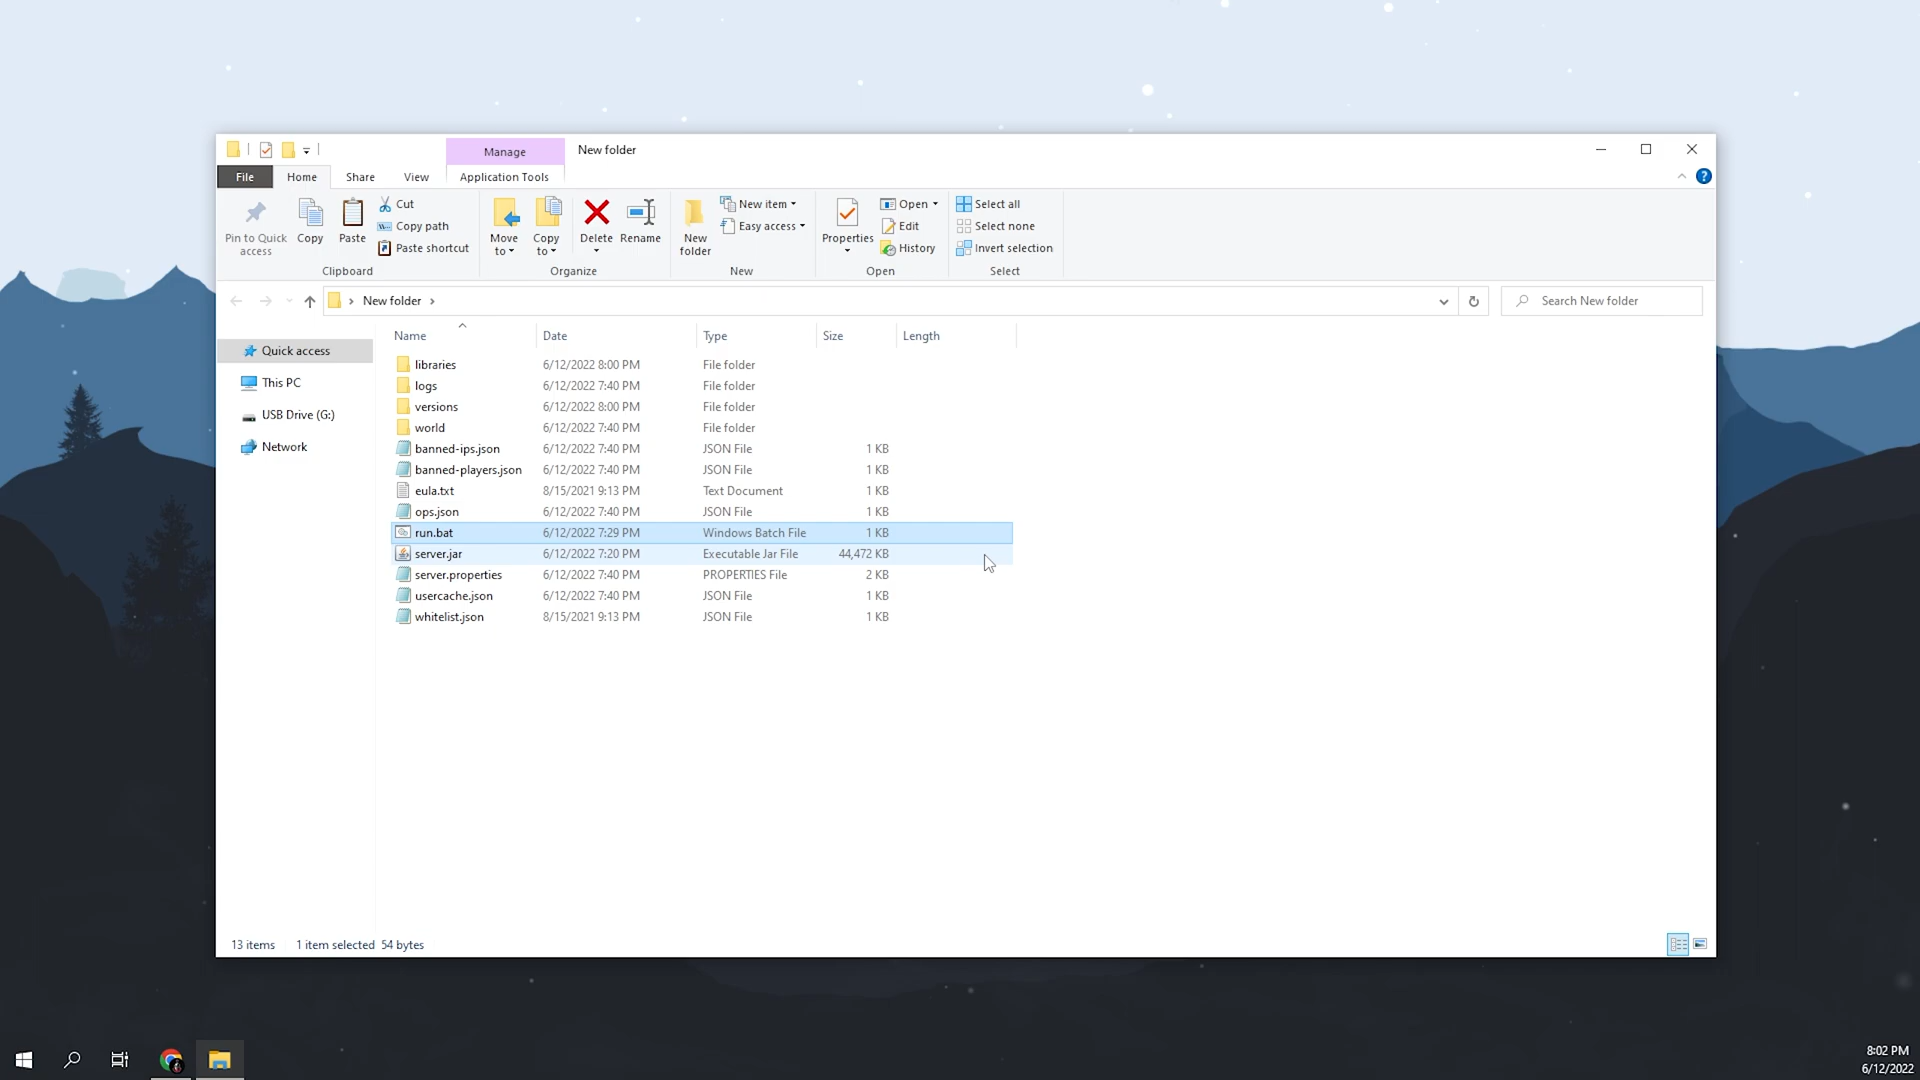 Manage New folder
File Home Share View Application Tools
Pin to Quick access
Copy
Paste
Cut
Copy path
Paste shortcut
Clipboard
Move to
Copy to
Delete
Rename
Organize
New folder
New item
Easy access
New
Properties
Open
Edit
History
Open
Select all
Select none
Invert selection
Select
New folder
Search New folder
Quick access
This PC
USB Drive (G:)
Network
Name Date Type Size Length
libraries 6/12/2022 8:00 PM File folder
logs 6/12/2022 7:40 PM File folder
versions 6/12/2022 8:00 PM File folder
world 6/12/2022 7:40 PM File folder
banned-ips.json 6/12/2022 7:40 PM JSON File 1 KB
banned-players.json 6/12/2022 7:40 PM JSON File 1 KB
eula.txt 8/15/2021 9:13 PM Text Document 1 KB
ops.json 6/12/2022 7:40 PM JSON File 1 KB
run.bat 6/12/2022 7:29 PM Windows Batch File 1 KB
server.jar 6/12/2022 7:20 PM Executable Jar File 44,472 KB
server.properties 6/12/2022 7:40 PM PROPERTIES File 2 KB
usercache.json 6/12/2022 7:40 PM JSON File 1 KB
whitelist.json 8/15/2021 9:13 PM JSON File 1 KB
13 items 1 item selected 54 bytes
8:02 PM
6/12/2022